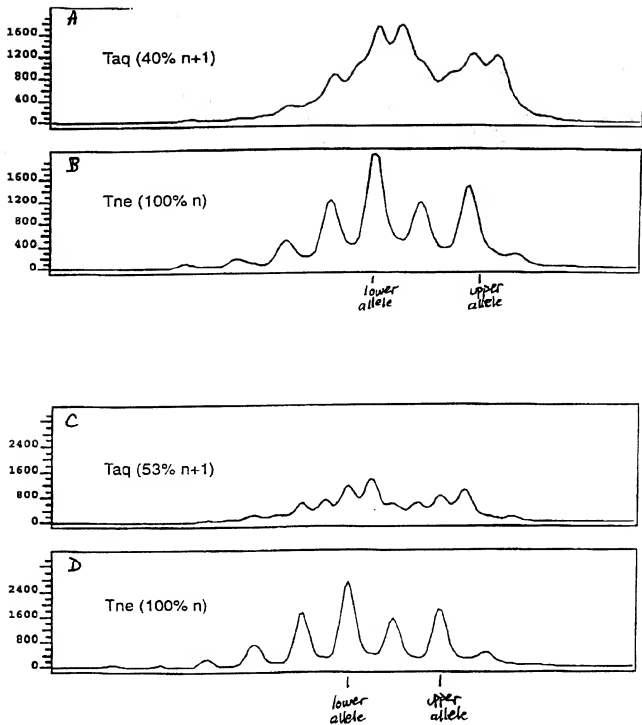 A
Taq (40% n+1)
1600
1200
800
400
0
B
Tne (100% n)
1600
1200
800
400
0
lower
allele
upper
allele
C
Taq (53% n+1)
2400
1600
800
0
D
Tne (100% n)
2400
1600
800
0
lower
allele
upper
allele